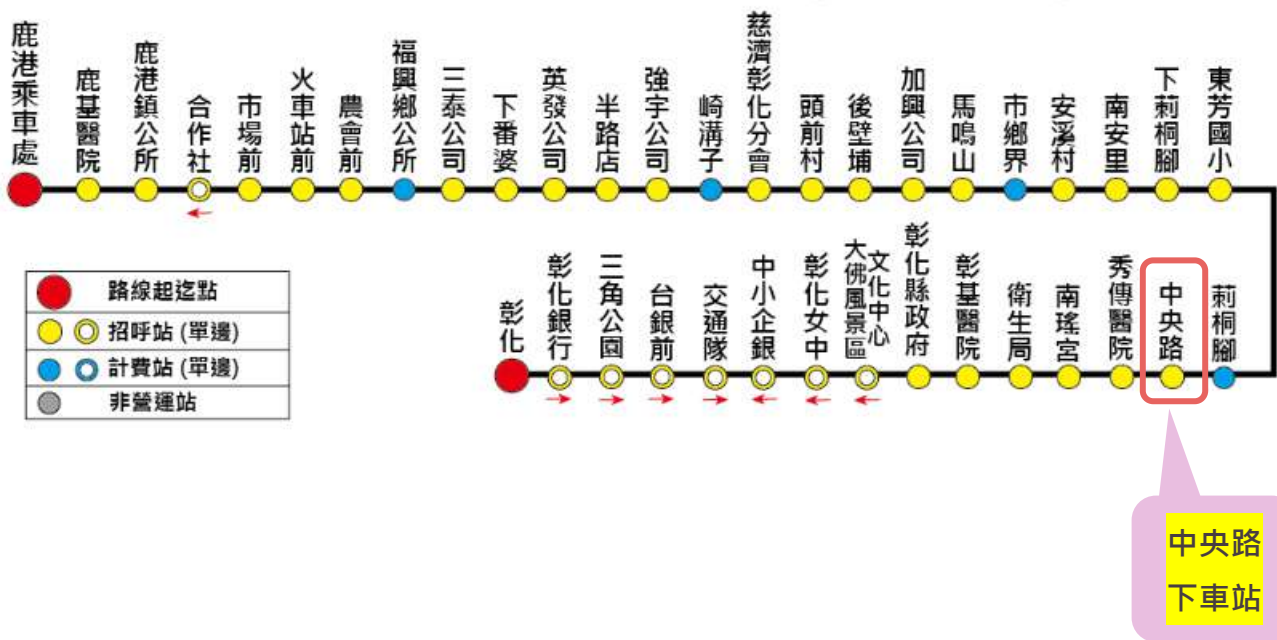 鹿港乘車處
鹿基醫院
鹿港鎮公所
合作社
市場前
火車站前
農會前
福興鄉公所
三泰公司
下番婆
英發公司
半路店
強宇公司
崎溝子
慈濟彰化分會
頭前村
後壁埔
加興公司
馬鳴山
市鄉界
安溪村
南安里
下莿桐腳
東芳國小
彰化
彰化銀行
三角公園
台銀前
交通隊
中小企銀
彰化女中
文化中心
大佛風景區
彰化縣政府
彰基醫院
衛生局
南瑤宮
秀傳醫院
中央路
莿桐腳
路線起迄點
招呼站 (單邊)
計費站 (單邊)
非營運站
中央路
下車站